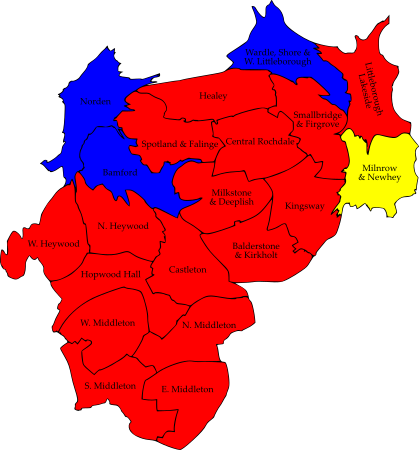 Wardle, Shore &
W. Littleborough
Littleborough
Lakeside
Norden
Healey
Smallbridge
& Firgrove
Spotland & Falinge
Central Rochdale
Bamford
Milnrow
& Newhey
Milkstone
& Deeplish
Kingsway
N. Heywood
W. Heywood
Balderstone
& Kirkholt
Hopwood Hall
Castleton
W. Middleton
N. Middleton
S. Middleton
E. Middleton